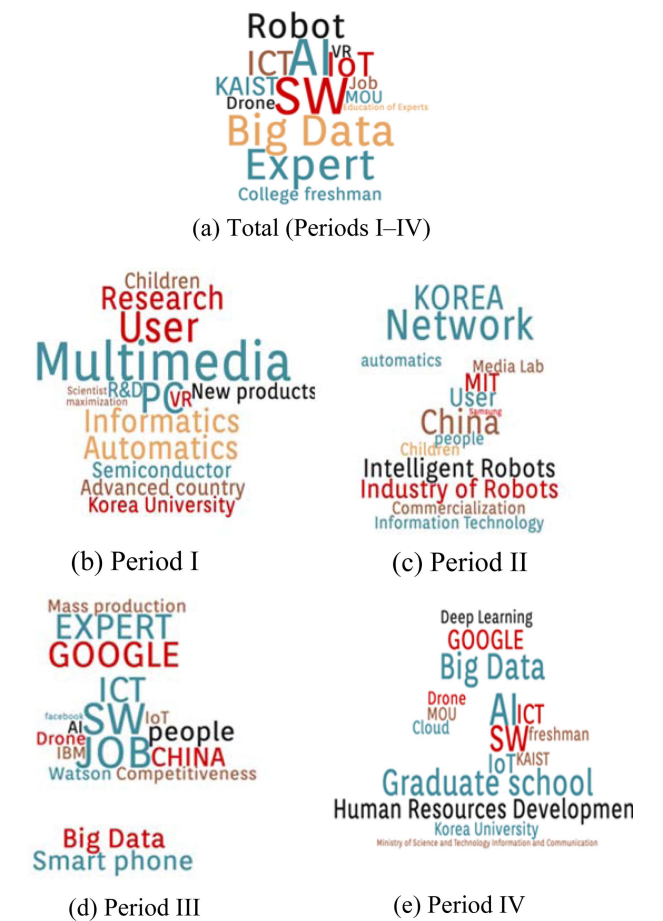 Robot
VR
ICT AI IoT
KAIST SW Job
Drone MOU
Education of Experts
Big Data
Expert
College freshman
(a) Total (Periods I–IV)
Children
Research
User
Multimedia
Scientist R&D PC VR New products
maximization
Informatics
Automatics
Semiconductor
Advanced country
Korea University
(b) Period I
KOREA
Network
automatics
Media Lab
MIT
User
Samsung
China
people
Children
Intelligent Robots
Industry of Robots
Commercialization
Information Technology
(c) Period II
Mass production
EXPERT
GOOGLE
ICT
facebook SW IoT
AI people
Drone JOB
IBM CHINA
Watson Competitiveness
Big Data
Smart phone
(d) Period III
Deep Learning
GOOGLE
Big Data
Drone AI ICT
MOU
Cloud SW freshman
IoT KAIST
Graduate school
Human Resources Developmen
Korea University
Ministry of Science and Technology Information and Communication
(e) Period IV